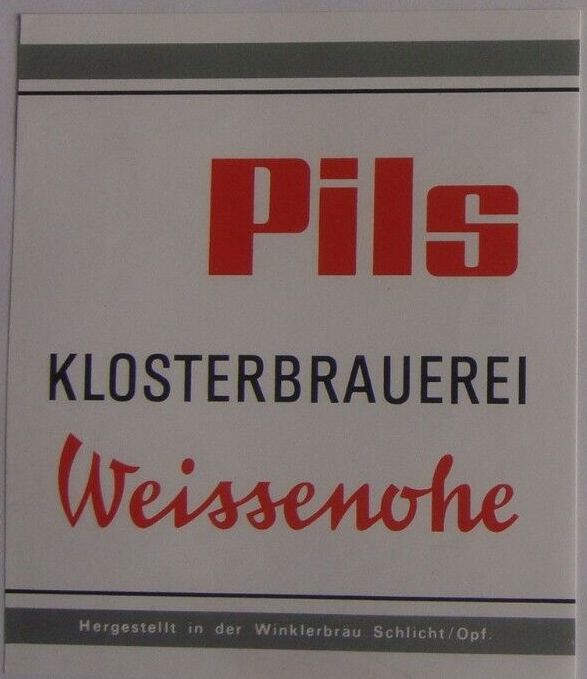 Pils
KLOSTERBRAUEREI
Weissenohe
Hergestellt in der Winklerbräu Schlicht/Opf.